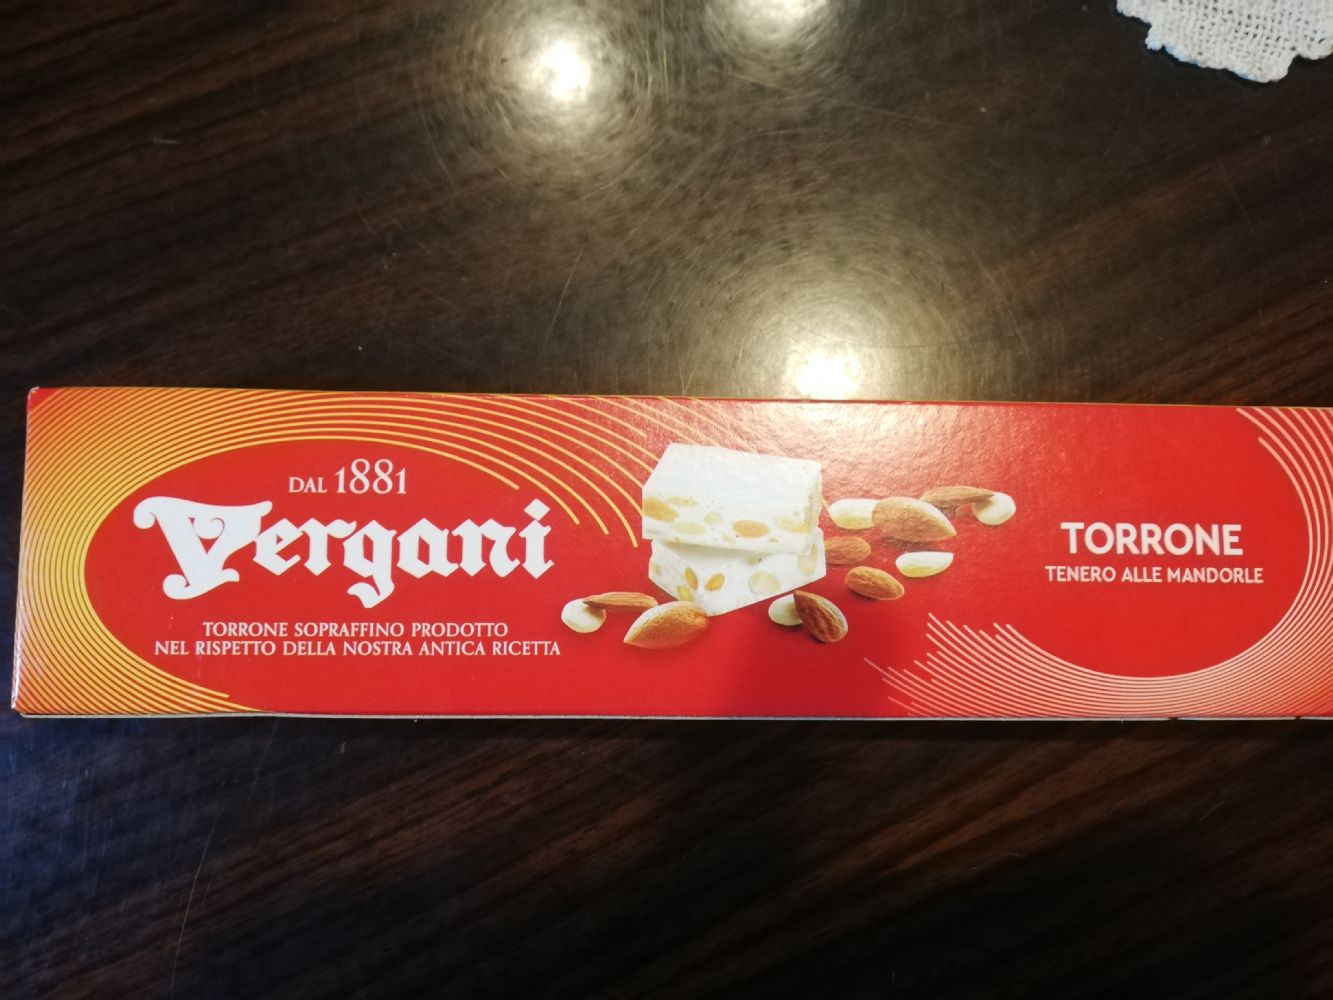 DAL 1881
Vergani
TORRONE SOPRAFFINO PRODOTTO
NEL RISPETTO DELLA NOSTRA ANTICA RICETTA
TORRONE
TENERO ALLE MANDORLE